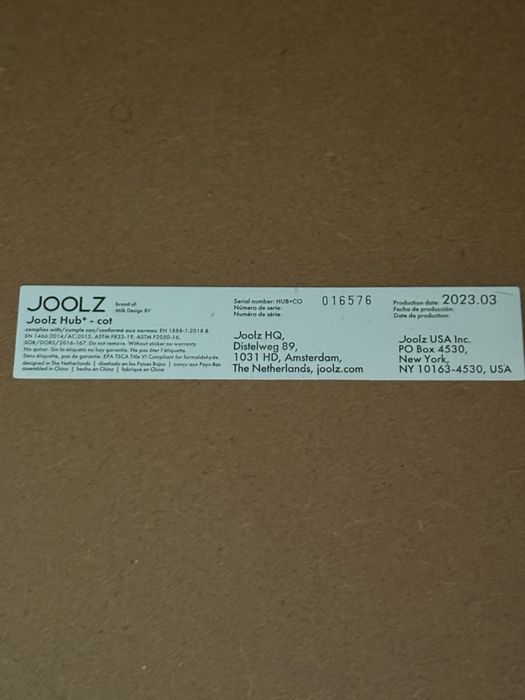 JOOLZ
brand of:
Milk Design BV
Joolz Hub+ - cot
complies with/cumple con/conformé aux normes: EN 1888-1:2018 &
EN 1466:2014/AC:2015, ASTM F833-19, ASTM F2050-16,
SOR/DORS/2016-167. Do not remove. Without sticker no warranty
No quitar. Sin la etiqueta no hay garantía. Ne pas ôter l'étiquette.
Sans étiquette, pas de garantie. EPA TSCA Title VI Compliant for formaldehyde.
designed in The Netherlands | diseñado en los Países Bajos | conçu aux Pays-Bas
assembled in China | hecho en China | fabriqué en Chine
Serial number: HUB+CO 016576
Número de serie:
Numéro de série:
Joolz HQ,
Distelweg 89,
1031 HD, Amsterdam,
The Netherlands, joolz.com
Production date: 2023.03
Fecha de producción:
Date de production:
Joolz USA Inc.
PO Box 4530,
New York,
NY 10163-4530, USA